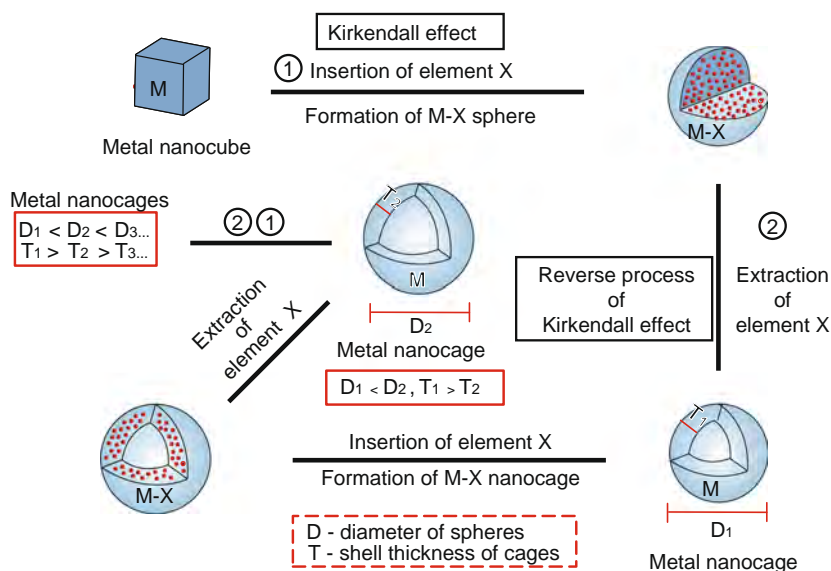 Kirkendall effect
① Insertion of element X
Formation of M-X sphere
M
Metal nanocube
M-X
Metal nanocages
D1 < D2 < D3...
T1 > T2 > T3...
② ①
T2
M
D2
Metal nanocage
D1 < D2 , T1 > T2
Reverse process
of
Kirkendall effect
②
Extraction
of
element X
Extraction
of
element X
M-X
Insertion of element X
Formation of M-X nanocage
T1
M
D1
Metal nanocage
D - diameter of spheres
T - shell thickness of cages